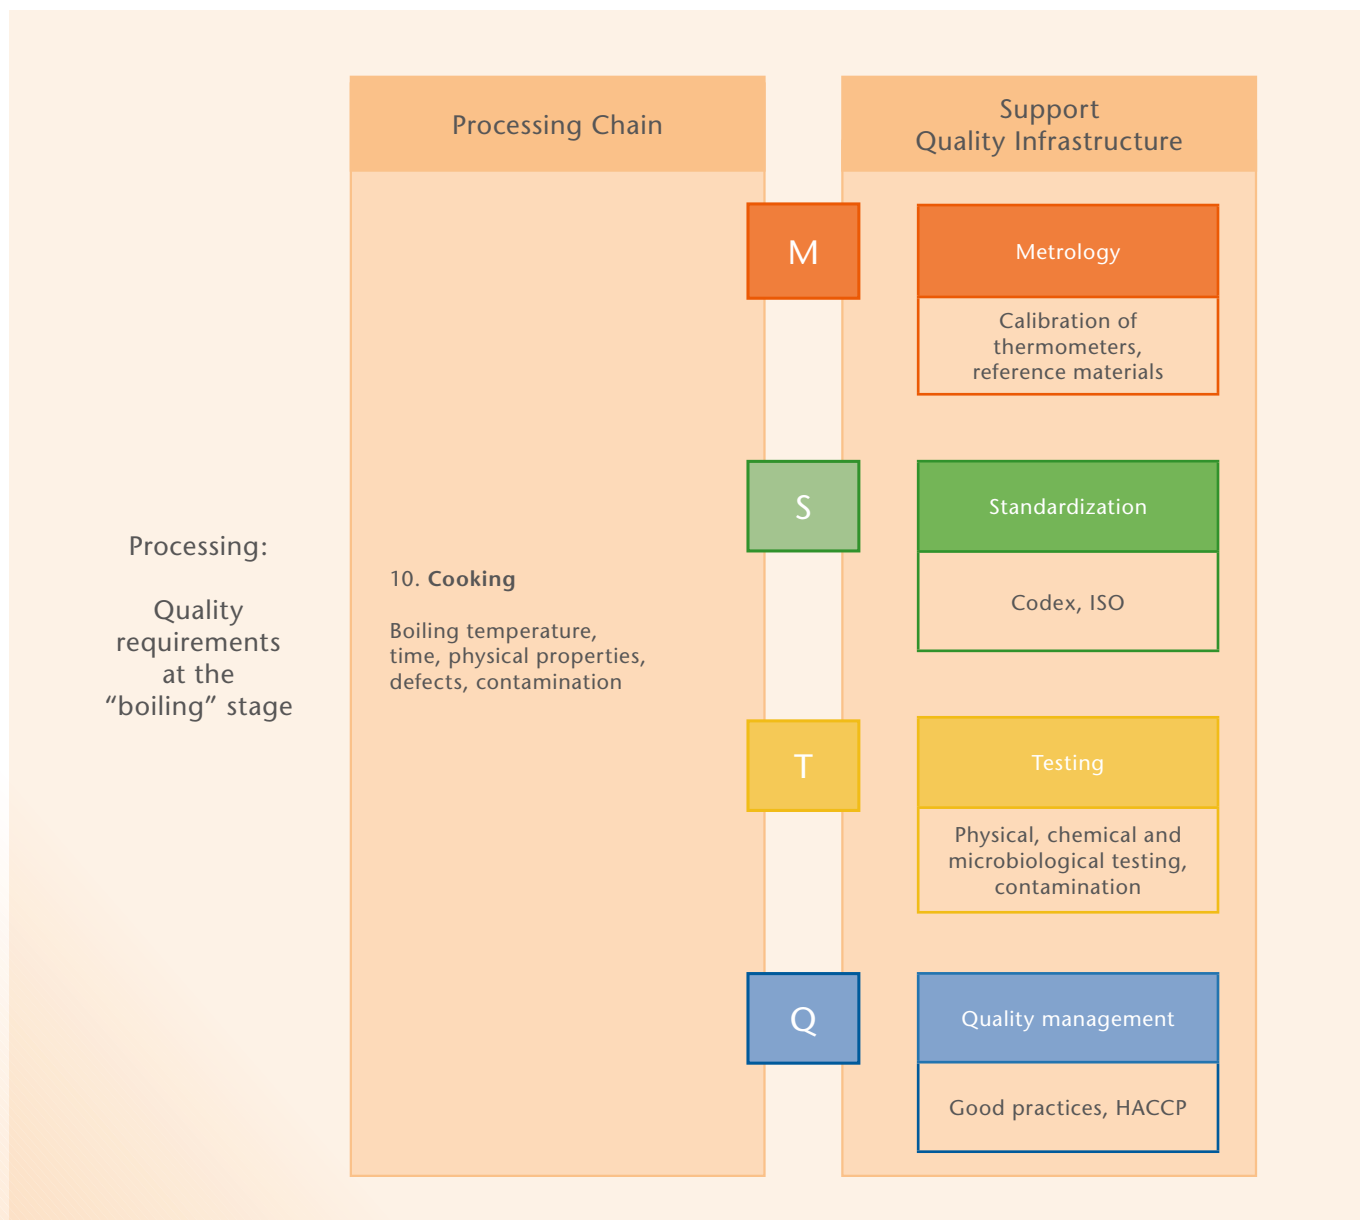 Processing:
Quality
requirements
at the
“boiling” stage
Processing Chain
10. Cooking
Boiling temperature,
time, physical properties,
defects, contamination
Support
Quality Infrastructure
M
Metrology
Calibration of
thermometers,
reference materials
S
Standardization
Codex, ISO
T
Testing
Physical, chemical and
microbiological testing,
contamination
Q
Quality management
Good practices, HACCP